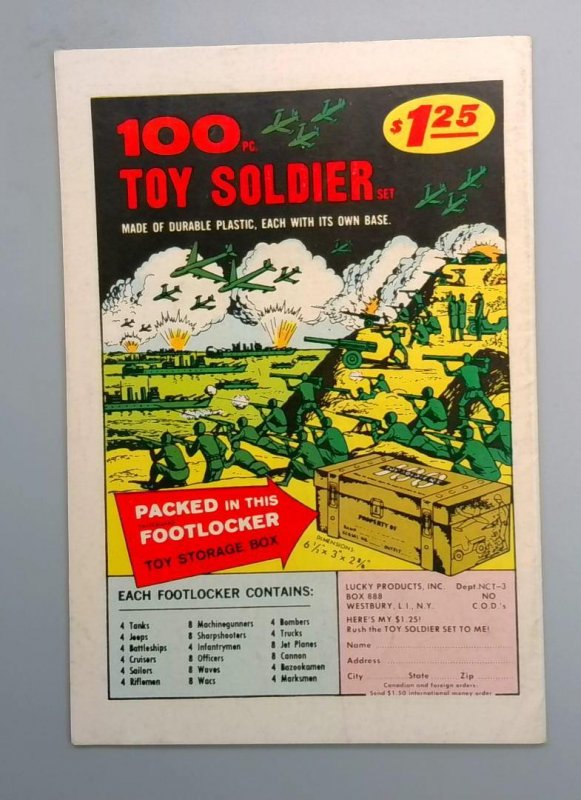 100 PC.
$1.25
TOY SOLDIER SET
MADE OF DURABLE PLASTIC, EACH WITH ITS OWN BASE.
PACKED IN THIS
FOOTLOCKER
TOY STORAGE BOX
DIMENSIONS:
PROPERTY OF
NAME
SERIAL NO. OUTFIT
EACH FOOTLOCKER CONTAINS:
4 Tanks
4 Jeeps
4 Battleships
4 Cruisers
4 Sailors
4 Riflemen
8 Machinegunners
8 Sharpshooters
4 Infantrymen
8 Officers
8 Waves
8 Wacs
4 Bombers
4 Trucks
8 Jet Planes
8 Cannon
4 Bazookamen
4 Marksmen
LUCKY PRODUCTS, INC. Dept.NCT-3
BOX 888 NO
WESTBURY, L I., N.Y. C.O.D.'s
HERE'S MY $1.25!
Rush the TOY SOLDIER SET TO ME!
Name
Address
City State Zip
Canadian and foreign orders:
Send $1.50 international money order